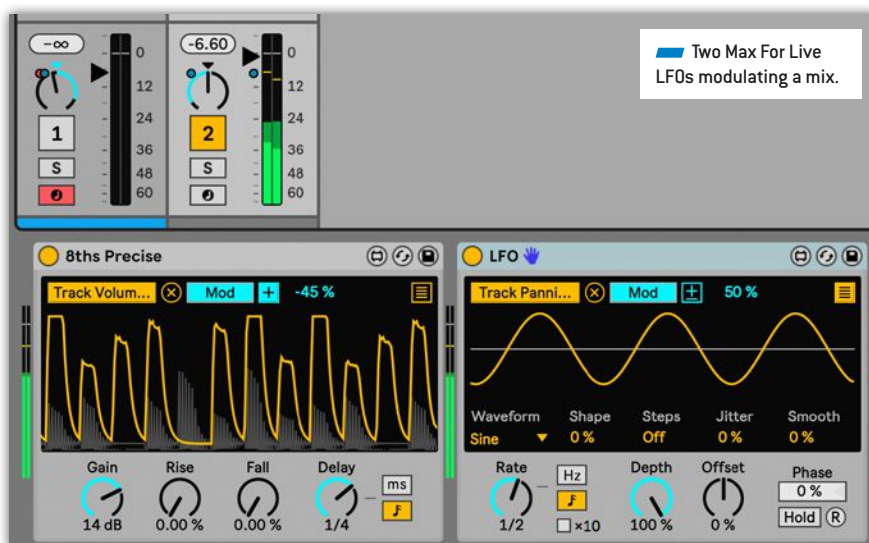 -∞
-6.60
0
12
24
36
48
60
0
12
24
36
48
60
1
S
2
S
Two Max For Live
LFOs modulating a mix.
8ths Precise
Track Volum...
Mod
+
-45 %
Gain
Rise
Fall
Delay
ms
14 dB
0.00 %
0.00 %
1/4
LFO
Track Panni...
Mod
±
50 %
Waveform
Shape
Steps
Jitter
Smooth
Sine
0 %
Off
0 %
0 %
Rate
Hz
Depth
Offset
Phase
0 %
1/2
×10
100 %
0 %
Hold
R